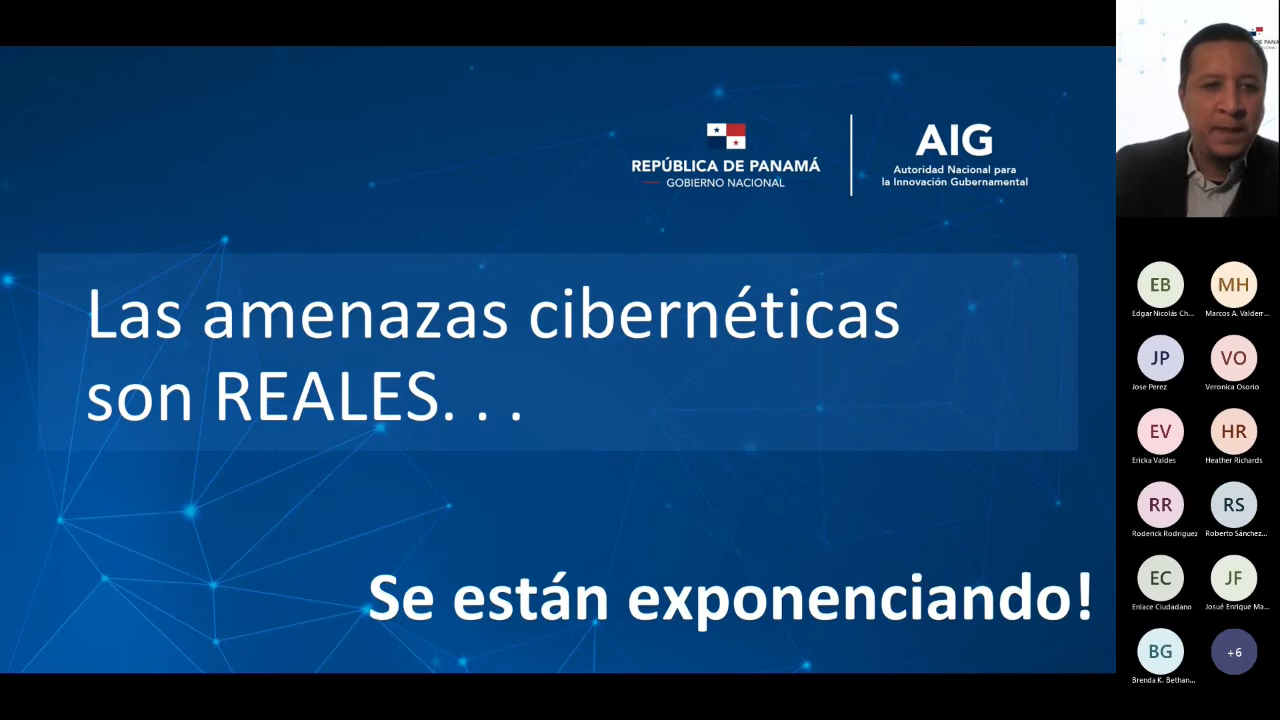 REPÚBLICA DE PANAMÁ
GOBIERNO NACIONAL
AIG
Autoridad Nacional para
la Innovación Gubernamental
Las amenazas cibernéticas
son REALES. . .
Se están exponenciando!
EB
Edgar Nicolás Ch...
MH
Marcos A. Valderr...
JP
Jose Perez
VO
Veronica Osorio
EV
Ericka Valdes
HR
Heather Richards
RR
Roderick Rodriguez
RS
Roberto Sánchez...
EC
Enlace Ciudadano
JF
Josué Enrique Ma...
BG
Brenda K. Bethan...
+6